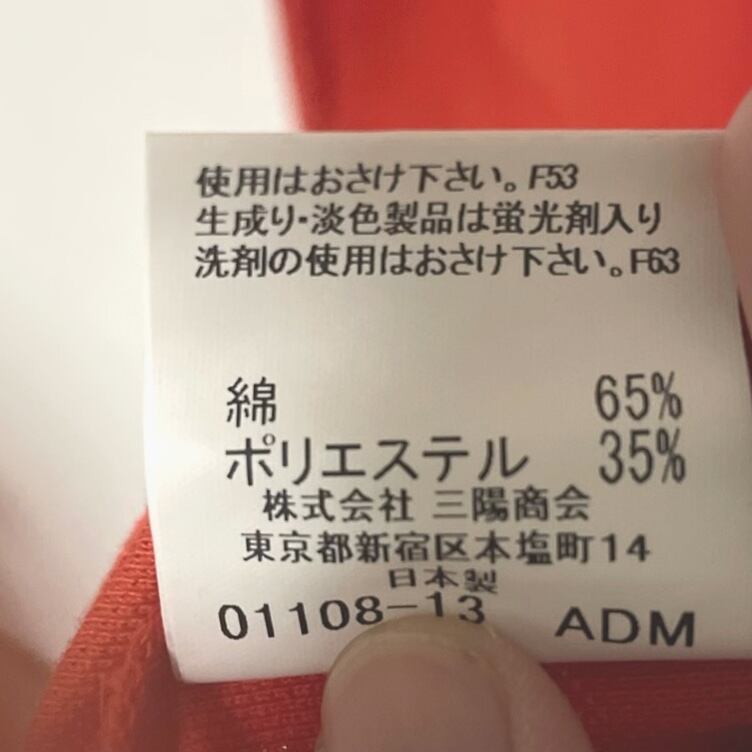 使用はおさけ下さい。F53
生成り・淡色製品は蛍光剤入り
洗剤の使用はおさけ下さい。F63
綿 65%
ポリエステル 35%
株式会社 三陽商会
東京都新宿区本塩町14
日本製
01108-13 ADM